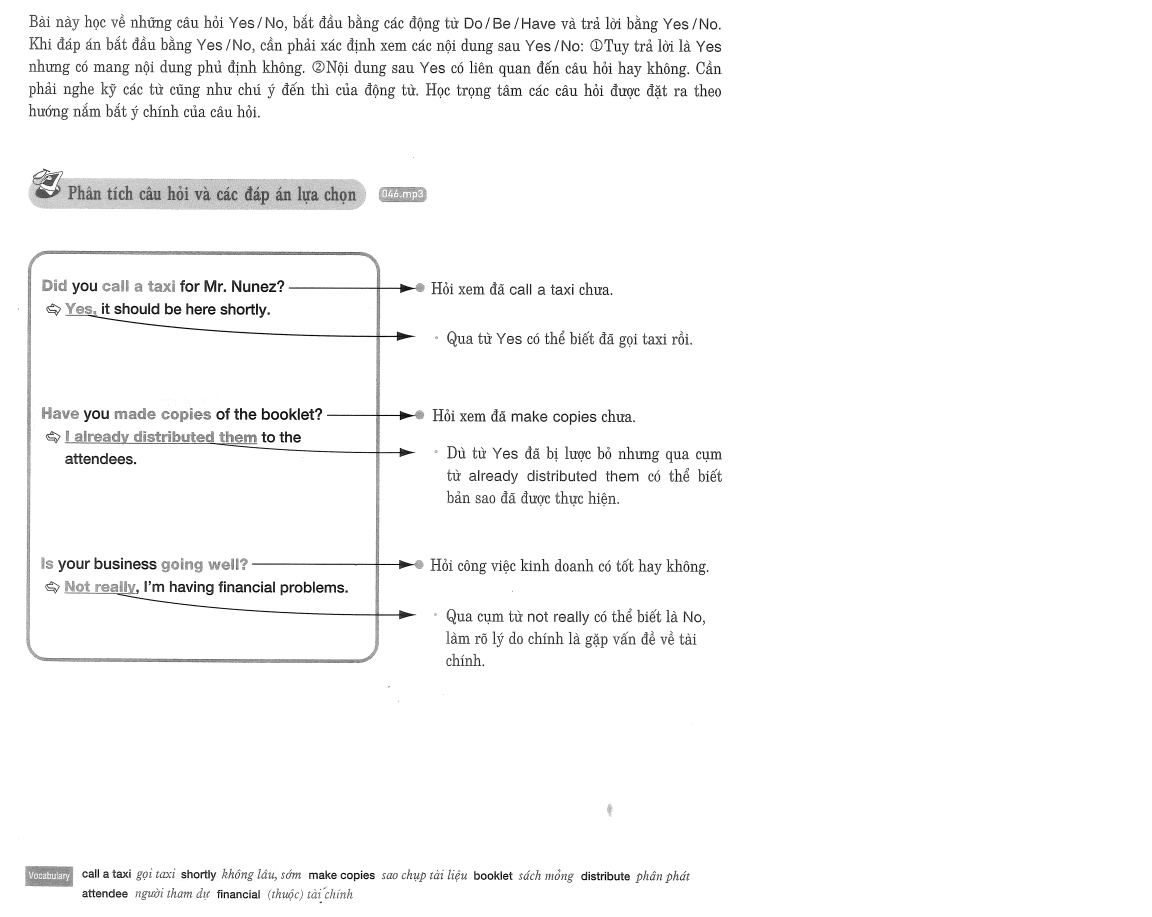 Bài này học về những câu hỏi Yes/No, bắt đầu bằng các động từ Do/Be/Have và trả lời bằng Yes/No.
Khi đáp án bắt đầu bằng Yes/No, cần phải xác định xem các nội dung sau Yes/No: ①Tuy trả lời là Yes
nhưng có mang nội dung phủ định không. ②Nội dung sau Yes có liên quan đến câu hỏi hay không. Cần
phải nghe kỹ các từ cũng như chú ý đến thì của động từ. Học trọng tâm các câu hỏi được đặt ra theo
hướng nắm bắt ý chính của câu hỏi.
Phân tích câu hỏi và các đáp án lựa chọn
046.mp3
Did you call a taxi for Mr. Nunez?
Hỏi xem đã call a taxi chưa.
Yes, it should be here shortly.
Qua từ Yes có thể biết đã gọi taxi rồi.
Have you made copies of the booklet?
Hỏi xem đã make copies chưa.
I already distributed them to the
attendees.
Dù từ Yes đã bị lược bỏ nhưng qua cụm
từ already distributed them có thể biết
bản sao đã được thực hiện.
Is your business going well?
Hỏi công việc kinh doanh có tốt hay không.
Not really, I'm having financial problems.
Qua cụm từ not really có thể biết là No,
làm rõ lý do chính là gặp vấn đề về tài
chính.
Vocabulary
call a taxi gọi taxi shortly không lâu, sớm make copies sao chụp tài liệu booklet sách mỏng distribute phân phát
attendee người tham dự financial (thuộc) tài chính